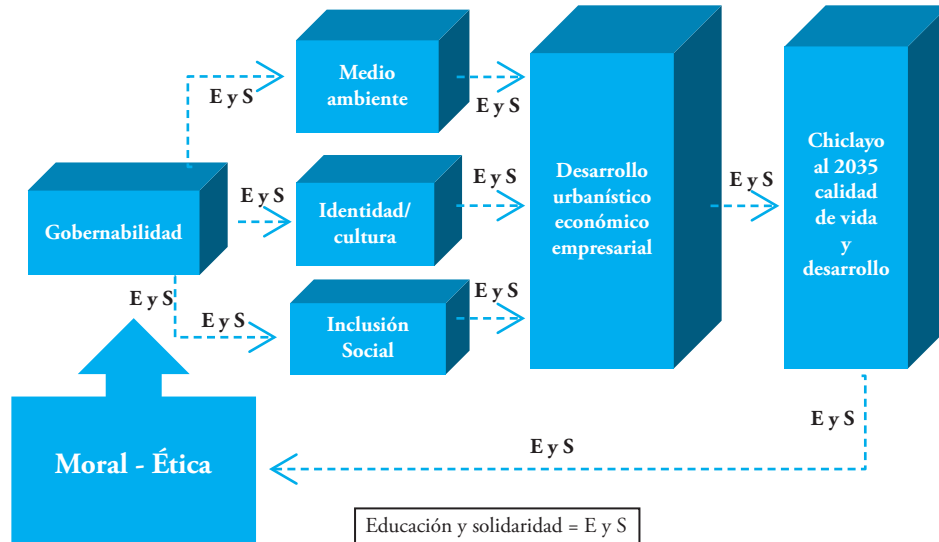 Medio
ambiente
E y S
E y S
Gobernabilidad
E y S
Identidad/
cultura
E y S
Desarrollo
urbanístico
económico
empresarial
E y S
Chiclayo
al 2035
calidad
de vida
y
desarrollo
E y S
E y S
Inclusión
Social
E y S
Moral - Ética
E y S
E y S
Educación y solidaridad = E y S